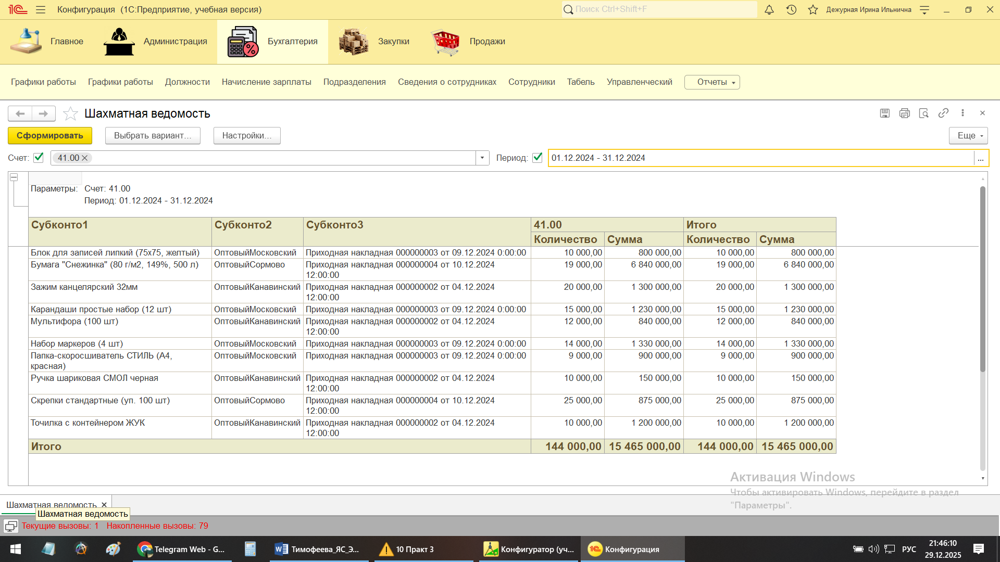 Конфигурация (1С:Предприятие, учебная версия)
Поиск Ctrl+Shift+F
Дежурная Ирина Ильнична
Главное
Администрация
Бухгалтерия
Закупки
Продажи
Графики работы Графики работы Должности Начисление зарплаты Подразделения Сведения о сотрудниках Сотрудники Табель Управленческий Отчеты
Шахматная ведомость
Сформировать Выбрать вариант... Настройки... Еще
Счет: 41.00 Период: 01.12.2024 - 31.12.2024 ...
Параметры: Счет: 41.00
Период: 01.12.2024 - 31.12.2024
Субконто1 Субконто2 Субконто3 41.00 Итого
Количество Сумма Количество Сумма
Блок для записей липкий (75х75, желтый) ОптовыйМосковский Приходная накладная 000000003 от 09.12.2024 0:00:00 10 000,00 800 000,00 10 000,00 800 000,00
Бумага "Снежинка" (80 г/м2, 149%, 500 л) ОптовыйСормово Приходная накладная 000000004 от 10.12.2024 19 000,00 6 840 000,00 19 000,00 6 840 000,00
12:00:00
Зажим канцелярский 32мм ОптовыйКанавинский Приходная накладная 000000002 от 04.12.2024 20 000,00 1 300 000,00 20 000,00 1 300 000,00
12:00:00
Карандаши простые набор (12 шт) ОптовыйМосковский Приходная накладная 000000003 от 09.12.2024 0:00:00 15 000,00 1 230 000,00 15 000,00 1 230 000,00
Мультифора (100 шт) ОптовыйКанавинский Приходная накладная 000000002 от 04.12.2024 12 000,00 840 000,00 12 000,00 840 000,00
12:00:00
Набор маркеров (4 шт) ОптовыйМосковский Приходная накладная 000000003 от 09.12.2024 0:00:00 14 000,00 1 330 000,00 14 000,00 1 330 000,00
Папка-скоросшиватель СТИЛЬ (А4, ОптовыйМосковский Приходная накладная 000000003 от 09.12.2024 0:00:00 9 000,00 900 000,00 9 000,00 900 000,00
красная)
Ручка шариковая СМОЛ черная ОптовыйКанавинский Приходная накладная 000000002 от 04.12.2024 10 000,00 150 000,00 10 000,00 150 000,00
12:00:00
Скрепки стандартные (уп. 100 шт) ОптовыйСормово Приходная накладная 000000004 от 10.12.2024 25 000,00 875 000,00 25 000,00 875 000,00
12:00:00
Точилка с контейнером ЖУК ОптовыйКанавинский Приходная накладная 000000002 от 04.12.2024 10 000,00 1 200 000,00 10 000,00 1 200 000,00
12:00:00
Итого 144 000,00 15 465 000,00 144 000,00 15 465 000,00
Активация Windows
Чтобы активировать Windows, перейдите в раздел
"Параметры".
Шахматная ведомость
Шахматная ведомость
Текущие вызовы: 1 Накопленные вызовы: 79
Telegram Web - G...
Тимофеева_ЯС_Э...
10 Практ 3
Конфигуратор (уч...
Конфигурация
РУС
21:46:10
29.12.2025